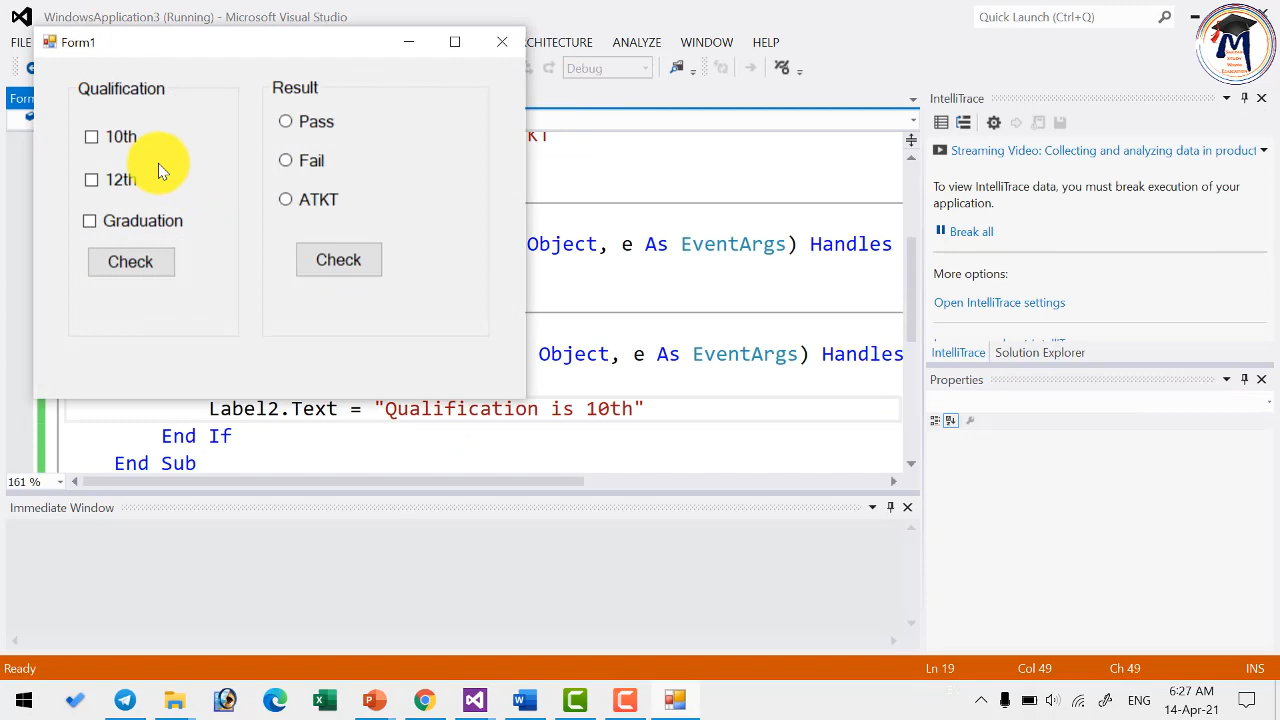 WindowsApplication3 (Running) - Microsoft Visual Studio
Quick Launch (Ctrl+Q)
FILE
ANALYZE
WINDOW
HELP
Form1
Debug
Qualification
10th
12th
Graduation
Check
Result
Pass
Fail
ATKT
Check
Object, e As EventArgs) Handles
Object, e As EventArgs) Handles
Label2.Text = "Qualification is 10th"
End If
End Sub
161 %
IntelliTrace
Streaming Video: Collecting and analyzing data in product
To view IntelliTrace data, you must break execution of your
application.
Break all
More options:
Open IntelliTrace settings
IntelliTrace
Solution Explorer
Properties
Immediate Window
Ready
Ln 19
Col 49
Ch 49
INS
ENG
6:27 AM
14-Apr-21